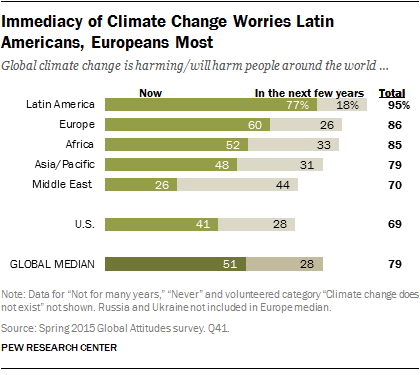 Immediacy of Climate Change Worries Latin
Americans, Europeans Most
Global climate change is harming/will harm people around the world ...
Now In the next few years Total
Latin America 77% 18% 95%
Europe 60 26 86
Africa 52 33 85
Asia/Pacific 48 31 79
Middle East 26 44 70
U.S. 41 28 69
GLOBAL MEDIAN 51 28 79
Note: Data for “Not for many years,” “Never” and volunteered category “Climate change does
not exist” not shown. Russia and Ukraine not included in Europe median.
Source: Spring 2015 Global Attitudes survey. Q41.
PEW RESEARCH CENTER